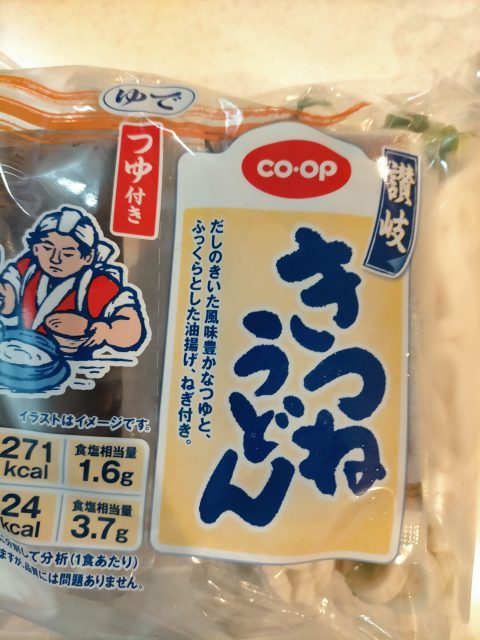 ゆで
つゆ付き
CO·OP
讃岐
きつね
うどん
だしのきいた風味豊かなつゆと、
ふっくらとした油揚げ、ねぎ付き。
イラストはイメージです。
271
kcal
食塩相当量
1.6g
24
kcal
食塩相当量
3.7g
して分析(1食あたり)
ますが、品質には問題ありません。